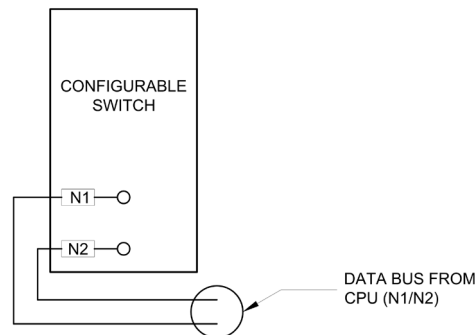 CONFIGURABLE
SWITCH
N1
N2
DATA BUS FROM
CPU (N1/N2)